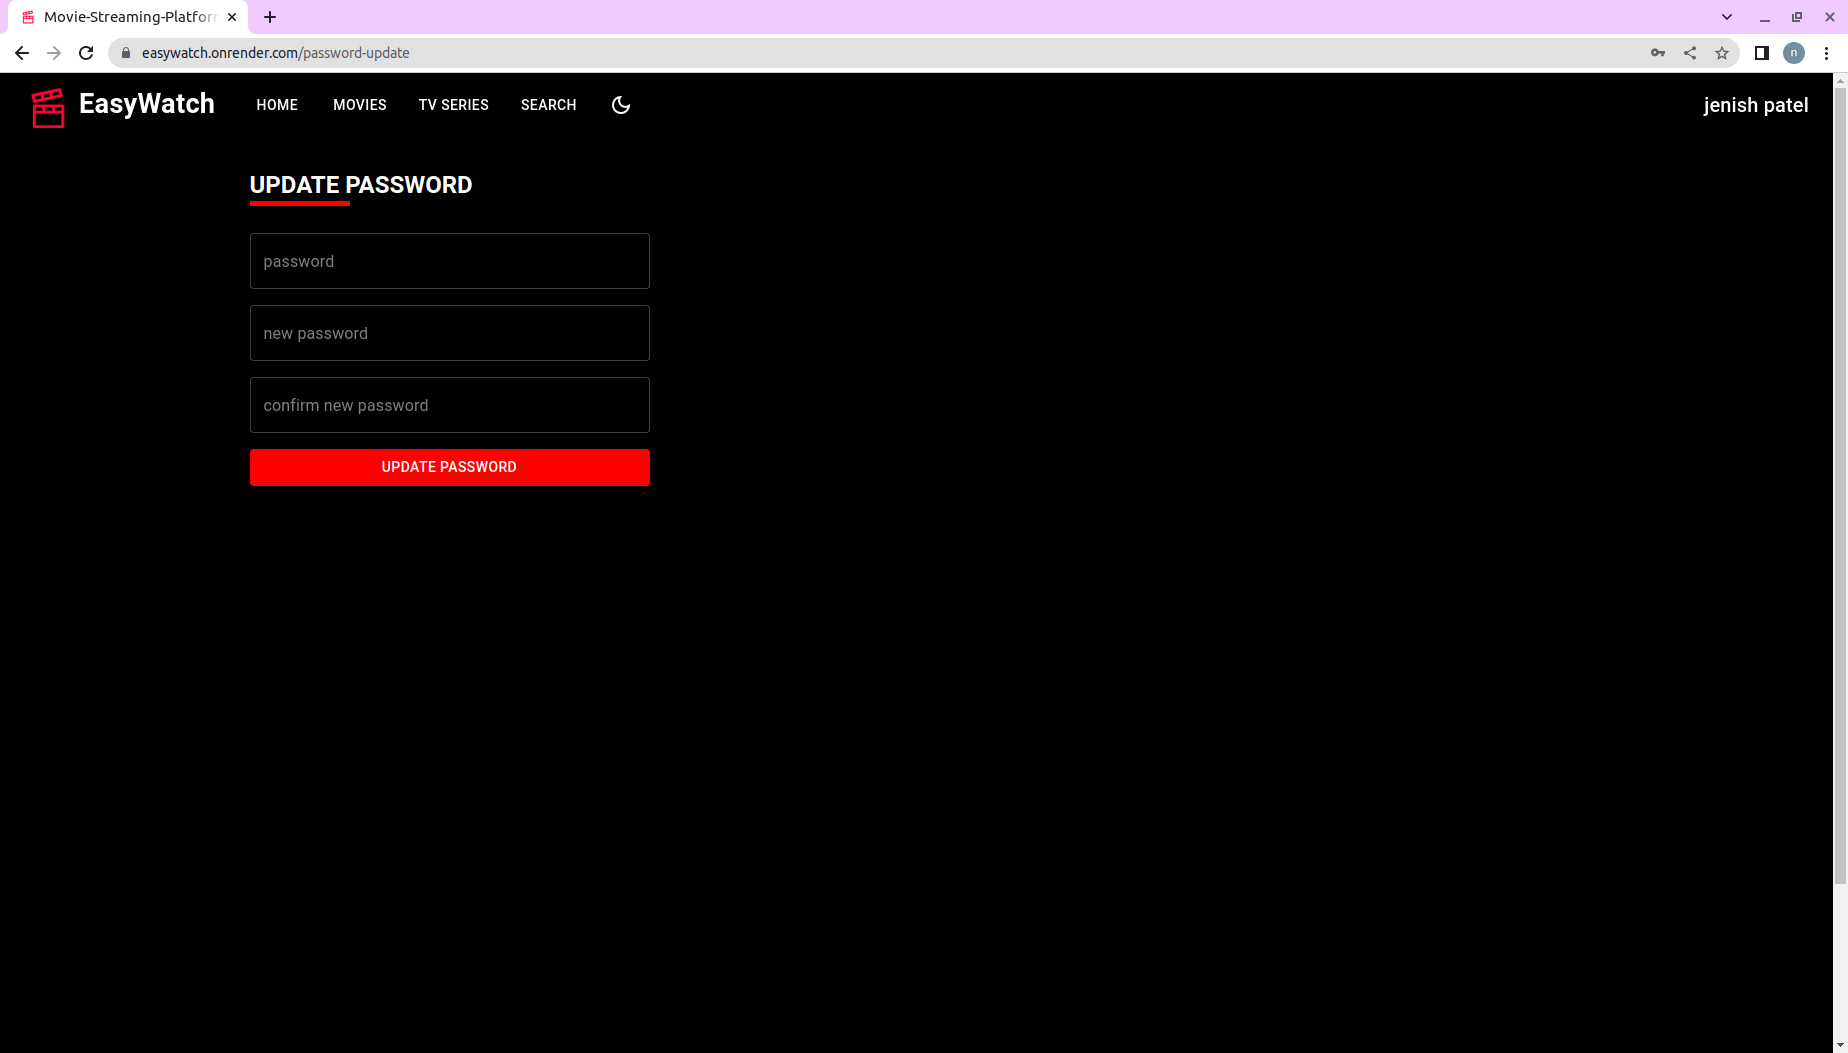 Movie-Streaming-Platform
easywatch.onrender.com/password-update
n
EasyWatch
HOME
MOVIES
TV SERIES
SEARCH
jenish patel
UPDATE PASSWORD
password
new password
confirm new password
UPDATE PASSWORD